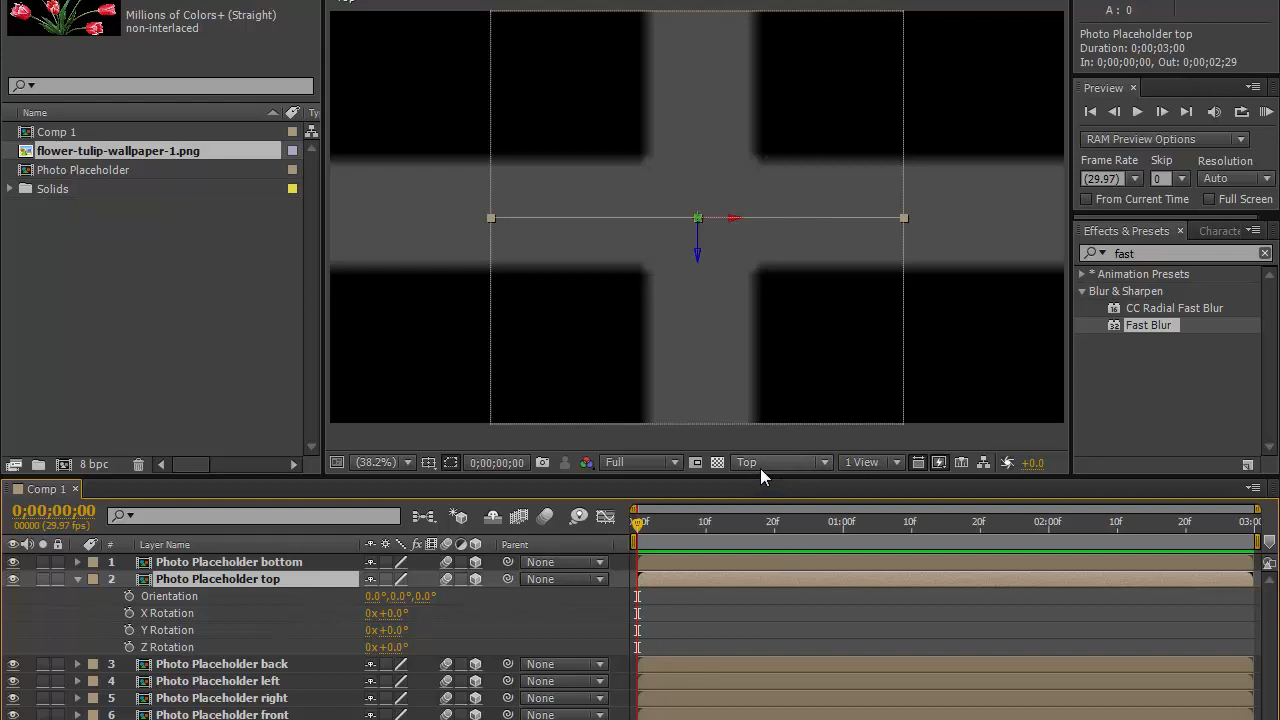 Millions of Colors+ (Straight)
non-interlaced
Name
Ty
Comp 1
flower-tulip-wallpaper-1.png
Photo Placeholder
Solids
8 bpc
(38.2%)
0;00;00;00
Full
Top
1 View
+0.0
A : 0
Photo Placeholder top
Duration: 0;00;03;00
In: 0;00;00;00, Out: 0;00;02;29
Preview
RAM Preview Options
Frame Rate Skip Resolution
(29.97) 0 Auto
From Current Time Full Screen
Effects & Presets Characte
fast
* Animation Presets
Blur & Sharpen
16 CC Radial Fast Blur
32 Fast Blur
Comp 1
0;00;00;00
00000 (29.97 fps)
# Layer Name fx Parent
0f 10f 20f 01:00f 10f 20f 02:00f 10f 20f 03:00
1 Photo Placeholder bottom None
2 Photo Placeholder top None
Orientation 0.0°,0.0°,0.0°
X Rotation 0x+0.0°
Y Rotation 0x+0.0°
Z Rotation 0x+0.0°
3 Photo Placeholder back None
4 Photo Placeholder left None
5 Photo Placeholder right None
6 Photo Placeholder front None